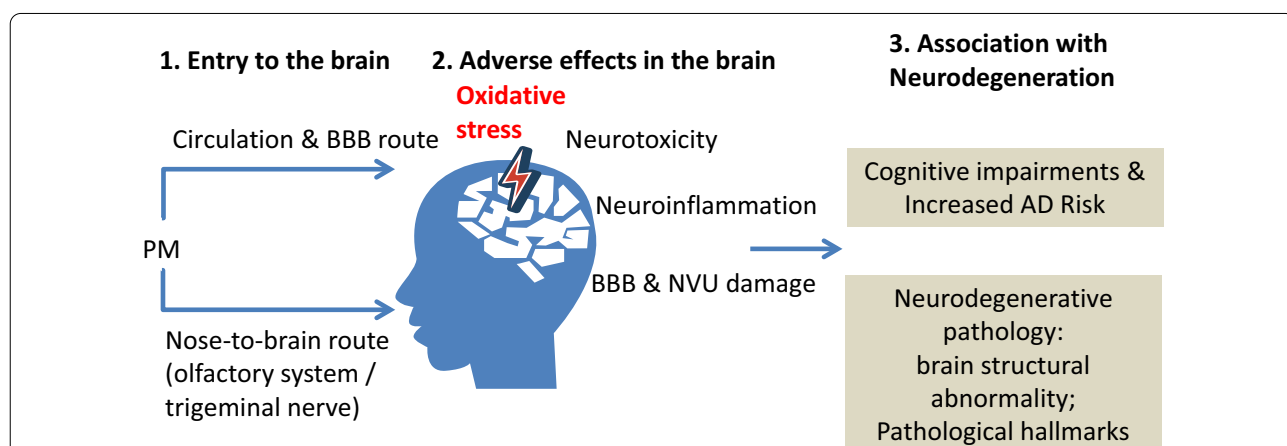 1. Entry to the brain
2. Adverse effects in the brain
3. Association with
Neurodegeneration
Oxidative
stress
Circulation & BBB route
Neurotoxicity
Neuroinflammation
BBB & NVU damage
PM
Nose-to-brain route
(olfactory system /
trigeminal nerve)
Cognitive impairments &
Increased AD Risk
Neurodegenerative
pathology:
brain structural
abnormality;
Pathological hallmarks